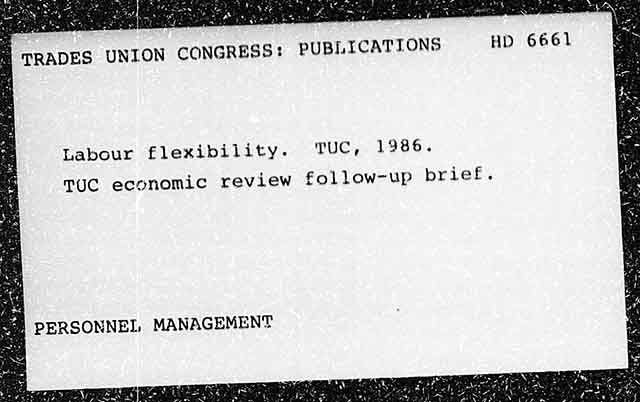 TRADES UNION CONGRESS: PUBLICATIONS HD 6661
Labour flexibility. TUC, 1986.
TUC economic review follow-up brief.
PERSONNEL MANAGEMENT